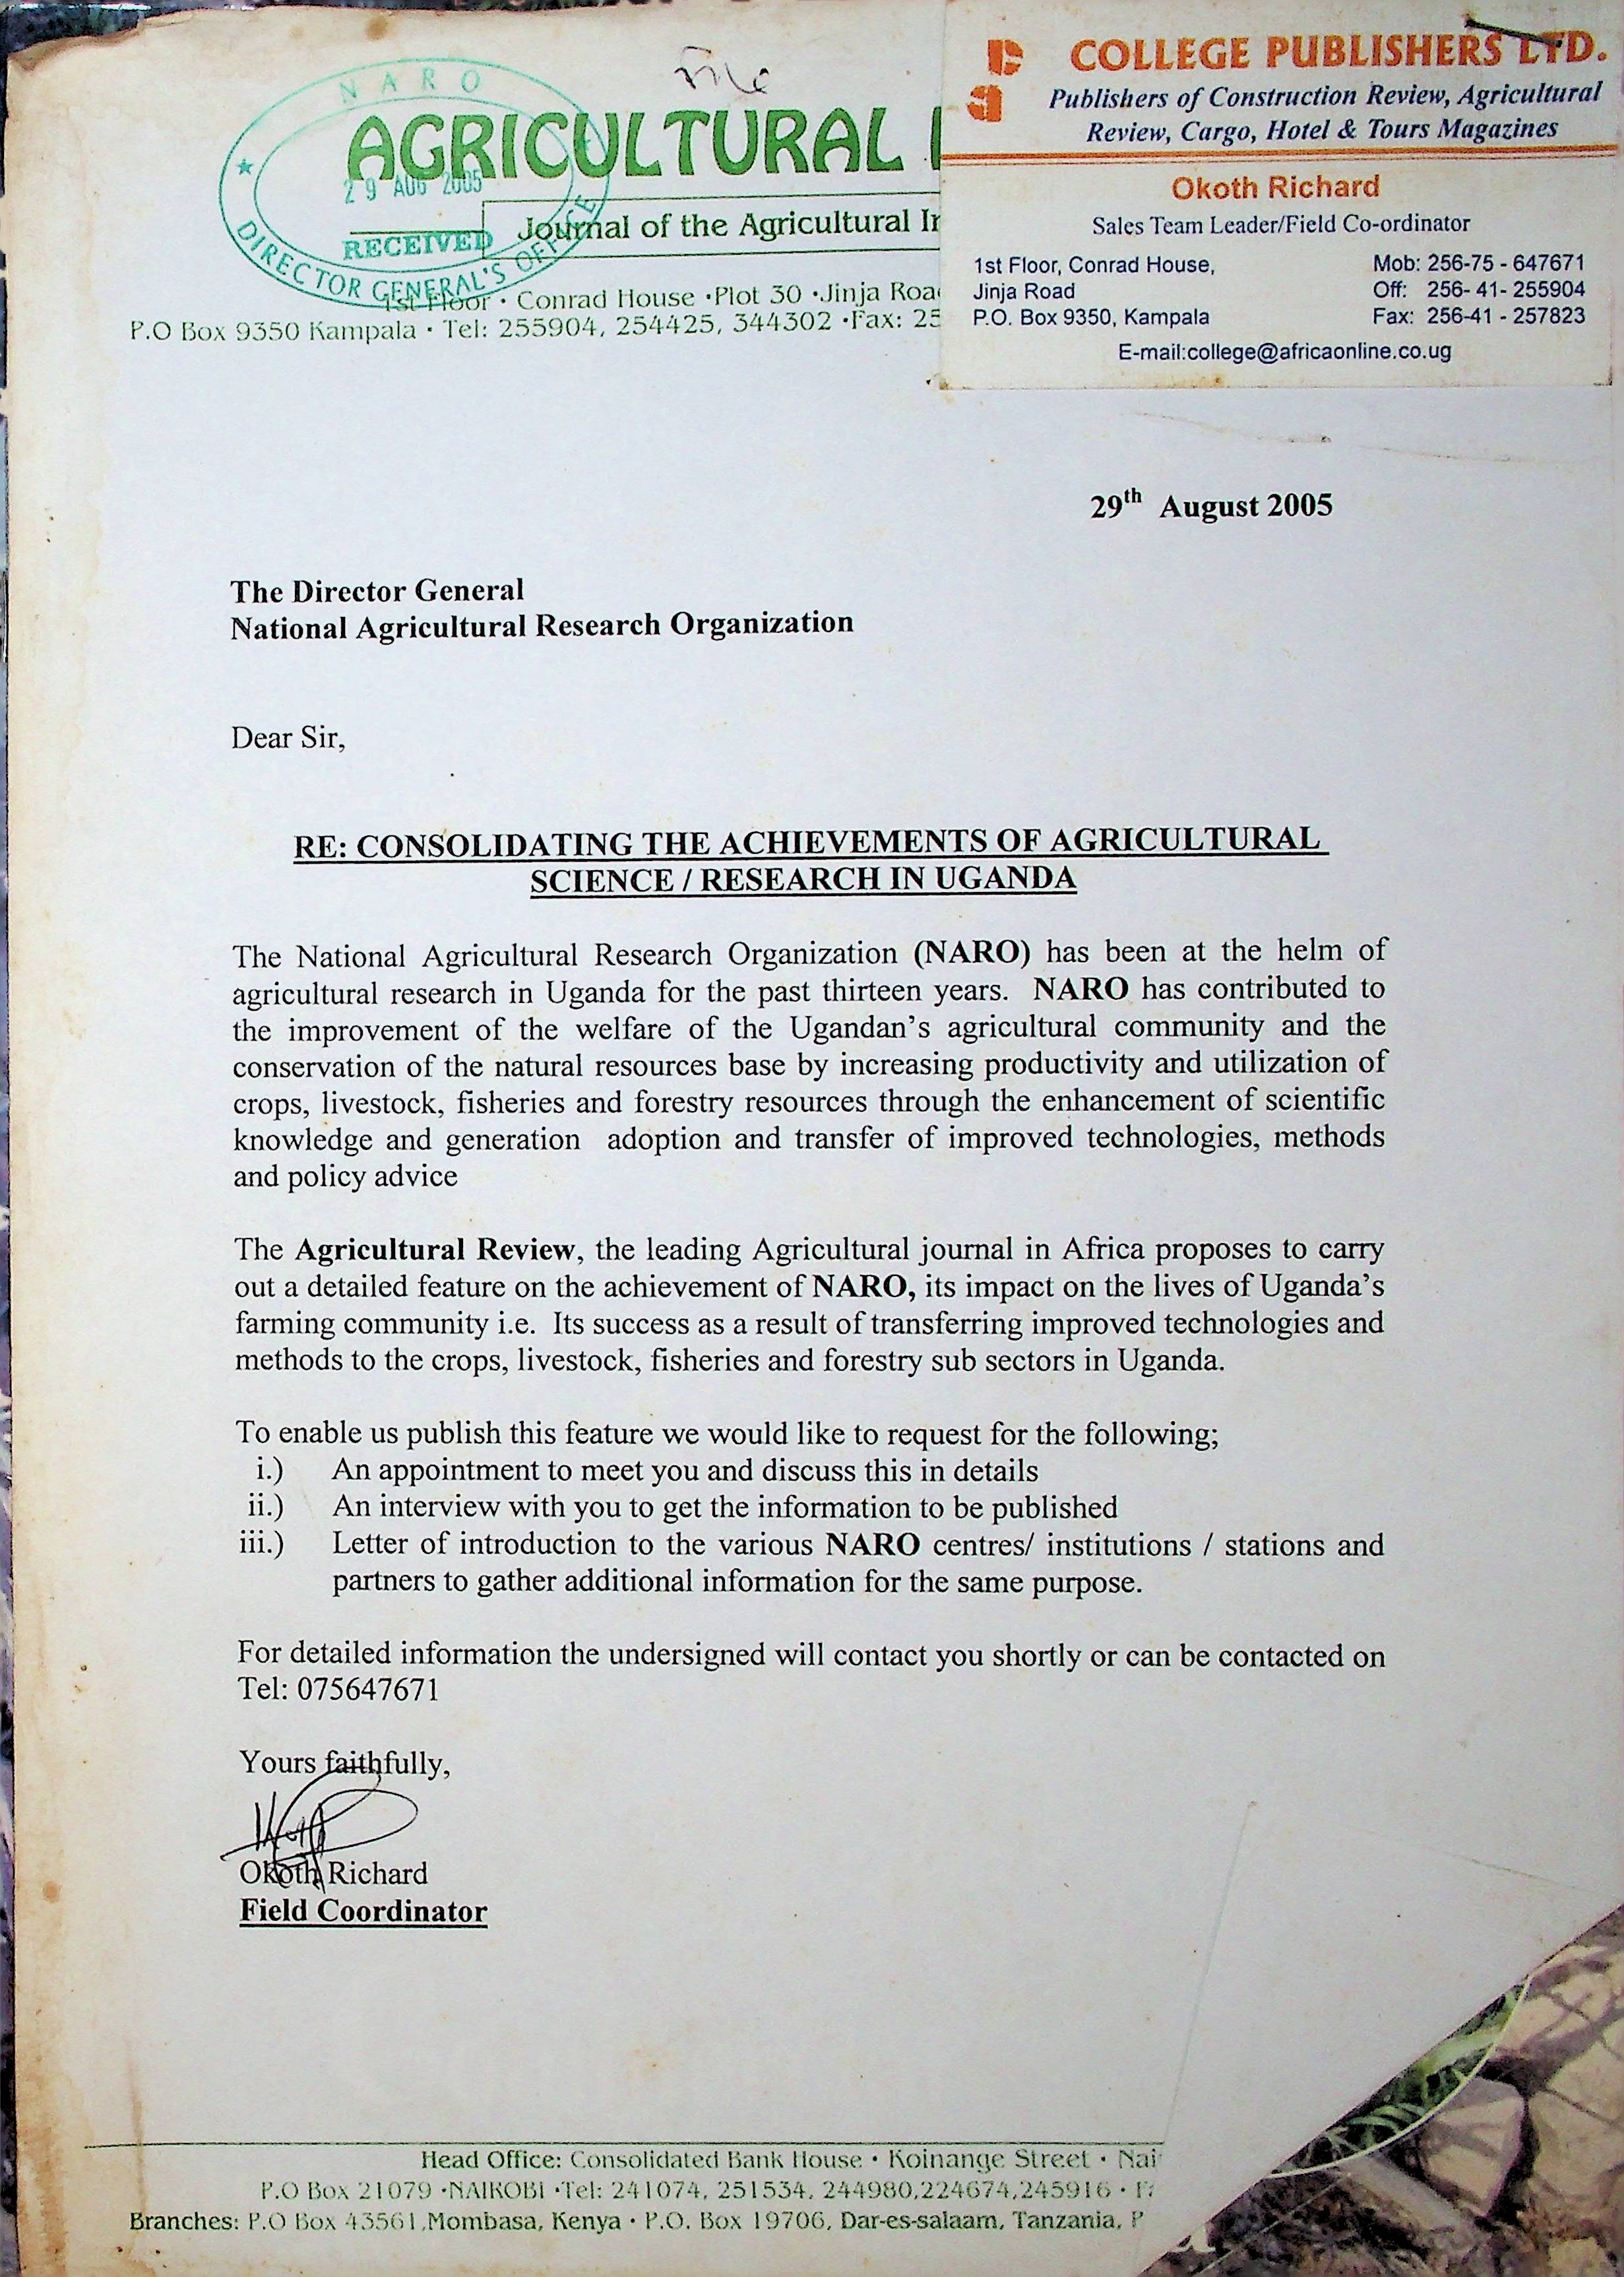 File
NARO
AGRICULTURAL
29 AUG 2005
RECEIVED
DIRECTOR GENERAL'S OFFICE
Journal of the Agricultural
1st Floor • Conrad House •Plot 30 •Jinja
P.O Box 9350 Kampala • Tel: 255904, 254425, 344302 •Fax: 25
COLLEGE PUBLISHERS LTD.
Publishers of Construction Review, Agricultural
Review, Cargo, Hotel & Tours Magazines
Okoth Richard
Sales Team Leader/Field Co-ordinator
1st Floor, Conrad House,
Jinja Road
P.O. Box 9350, Kampala
Mob: 256-75 - 647671
Off: 256- 41- 255904
Fax: 256-41 - 257823
E-mail:college@africaonline.co.ug
29th August 2005
The Director General
National Agricultural Research Organization
Dear Sir,
RE: CONSOLIDATING THE ACHIEVEMENTS OF AGRICULTURAL
SCIENCE / RESEARCH IN UGANDA
The National Agricultural Research Organization (NARO) has been at the helm of
agricultural research in Uganda for the past thirteen years. NARO has contributed to
the improvement of the welfare of the Ugandan's agricultural community and the
conservation of the natural resources base by increasing productivity and utilization of
crops, livestock, fisheries and forestry resources through the enhancement of scientific
knowledge and generation adoption and transfer of improved technologies, methods
and policy advice
The Agricultural Review, the leading Agricultural journal in Africa proposes to carry
out a detailed feature on the achievement of NARO, its impact on the lives of Uganda's
farming community i.e. Its success as a result of transferring improved technologies and
methods to the crops, livestock, fisheries and forestry sub sectors in Uganda.
To enable us publish this feature we would like to request for the following;
i.) An appointment to meet you and discuss this in details
ii.) An interview with you to get the information to be published
iii.) Letter of introduction to the various NARO centres/ institutions / stations and
partners to gather additional information for the same purpose.
For detailed information the undersigned will contact you shortly or can be contacted on
Tel: 075647671
Yours faithfully,
Okoth Richard
Field Coordinator
Head Office: Consolidated Bank House • Koinange Street •
P.O Box 21079 •NAIROBI •Tel: 241074, 251534, 244980,224674,245916 •
Branches: P.O Box 43561,Mombasa, Kenya • P.O. Box 19706, Dar-es-salaam, Tanzania, P